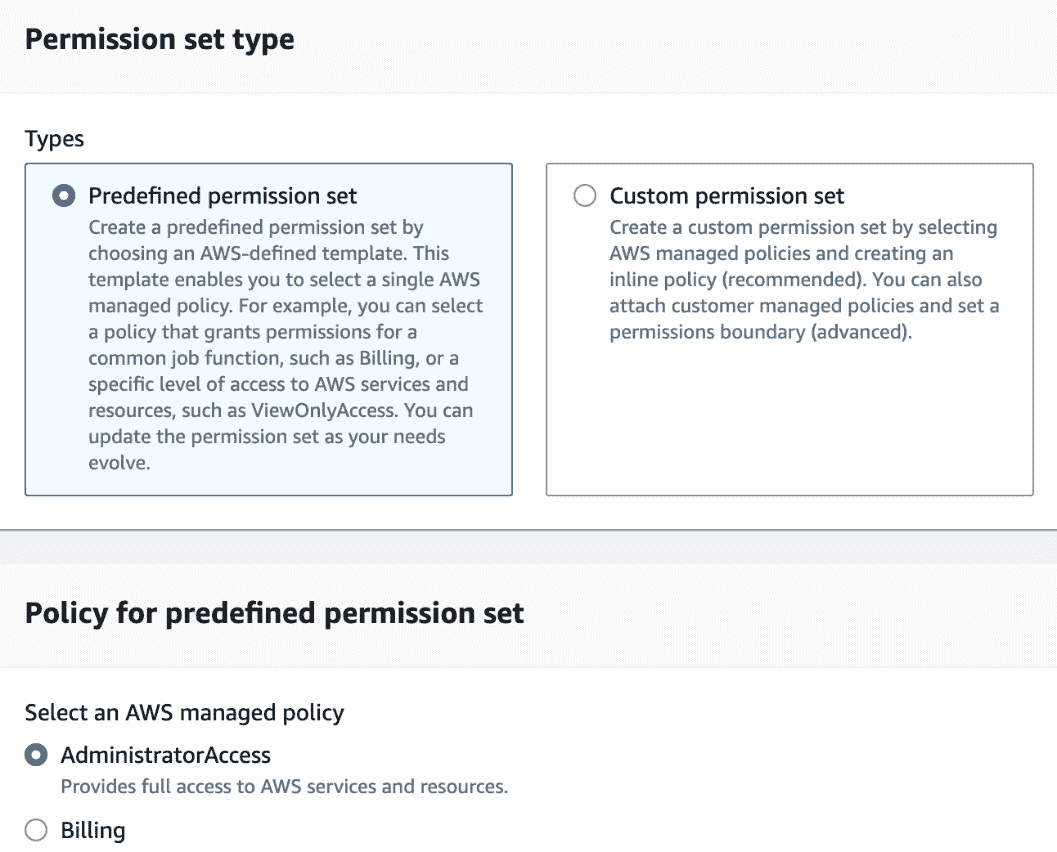 Permission set type
Types
Predefined permission set
Create a predefined permission set by
choosing an AWS-defined template. This
template enables you to select a single AWS
managed policy. For example, you can select
a policy that grants permissions for a
common job function, such as Billing, or a
specific level of access to AWS services and
resources, such as ViewOnlyAccess. You can
update the permission set as your needs
evolve.
Custom permission set
Create a custom permission set by selecting
AWS managed policies and creating an
inline policy (recommended). You can also
attach customer managed policies and set a
permissions boundary (advanced).
Policy for predefined permission set
Select an AWS managed policy
AdministratorAccess
Provides full access to AWS services and resources.
Billing